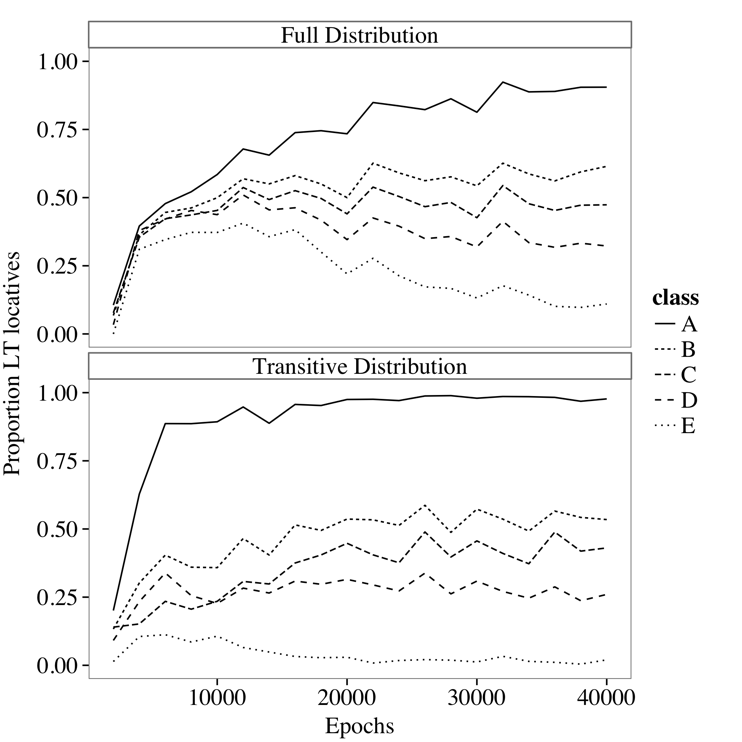 Full Distribution
1.00
0.75
0.50
0.25
0.00
Transitive Distribution
1.00
0.75
0.50
0.25
0.00
Proportion LT locatives
10000 20000 30000 40000
Epochs
class
A
B
C
D
E